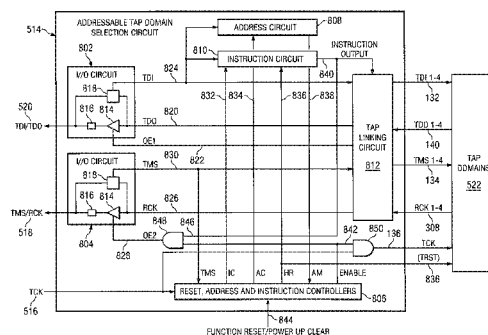 ADDRESSABLE TAP DOMAIN
SELECTION CIRCUIT
514
802
I/O CIRCUIT
818
816
814
520
TDI/TDO
ADDRESS CIRCUIT
808
810
INSTRUCTION CIRCUIT
INSTRUCTION
OUTPUT
840
TDI
824
832
834
836
838
TDO
820
OE1
822
TMS
830
I/O CIRCUIT
818
816
814
TMS/RCK
518
804
RCK
826
848
846
OE2
828
842
850
136
TCK
TAP
LINKING
CIRCUIT
812
TDI 1-4
132
TDO 1-4
140
TMS 1-4
134
RCK 1-4
308
TAP DOMAINS
522
(TRST)
836
TMS
IC
AC
HR
AM
ENABLE
TCK
516
RESET, ADDRESS AND INSTRUCTION CONTROLLERS
806
844
FUNCTION RESET/POWER UP CLEAR